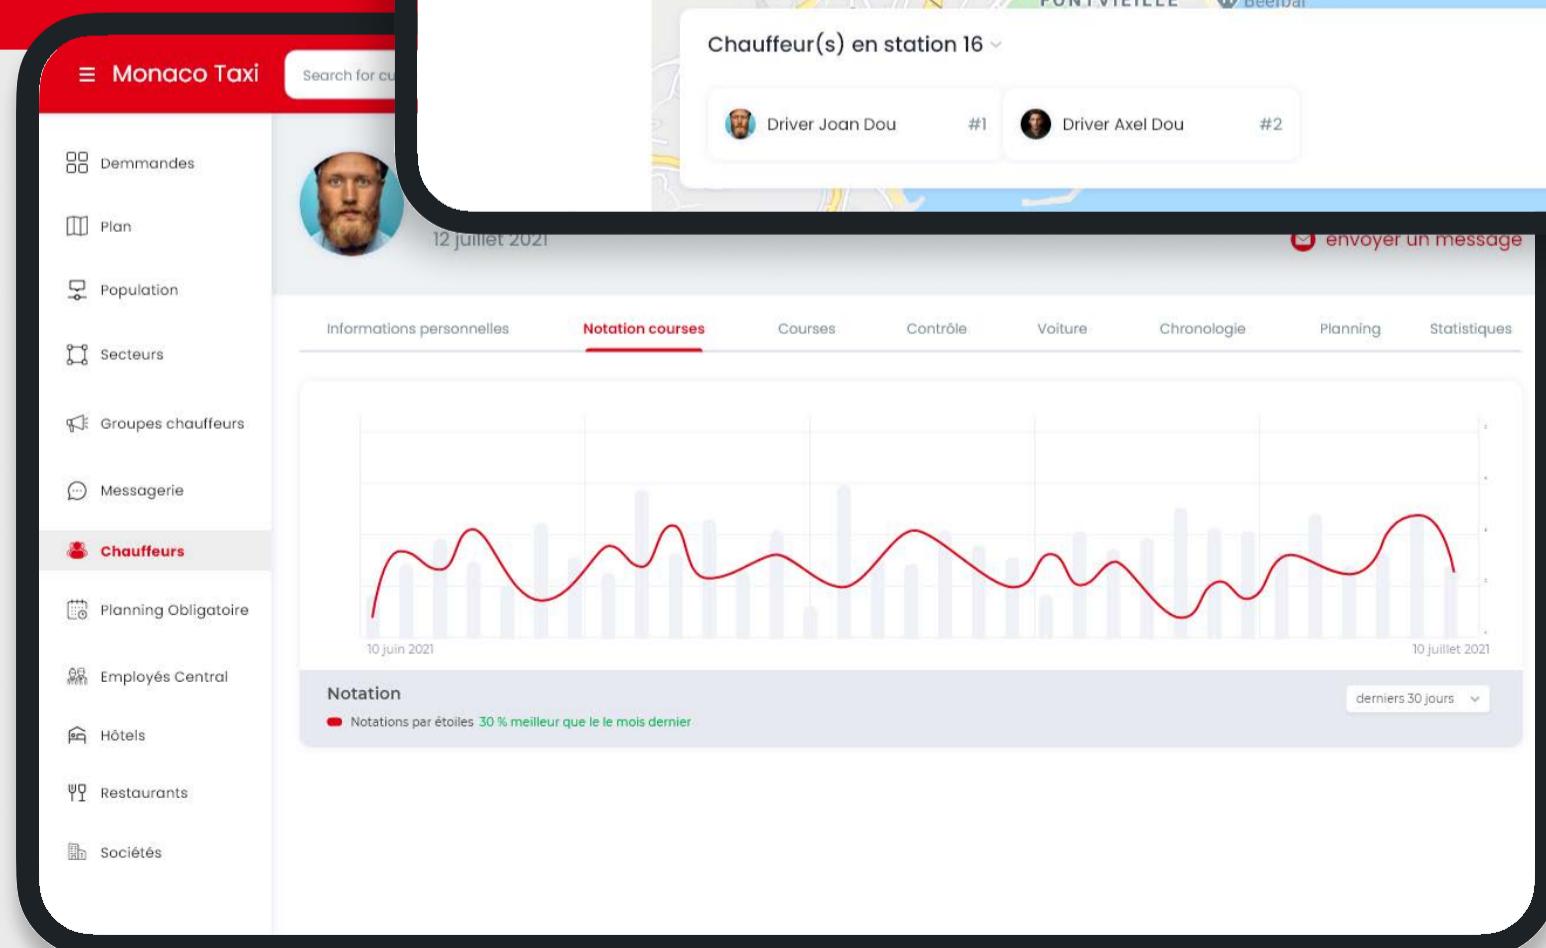 FONTVIEILLE
Chauffeur(s) en station 16
Driver Joan Dou #1
Driver Axel Dou #2
Monaco Taxi
Search for
12 juillet 2021
envoyer un message
Demmandes
Plan
Population
Secteurs
Groupes chauffeurs
Messagerie
Chauffeurs
Planning Obligatoire
Employés Central
Hôtels
Restaurants
Sociétés
Informations personnelles
Notation courses
Courses
Contrôle
Voiture
Chronologie
Planning
Statistiques
10 juin 2021
10 juillet 2021
Notation
Notations par étoiles 30 % meilleur que le le mois dernier
derniers 30 jours